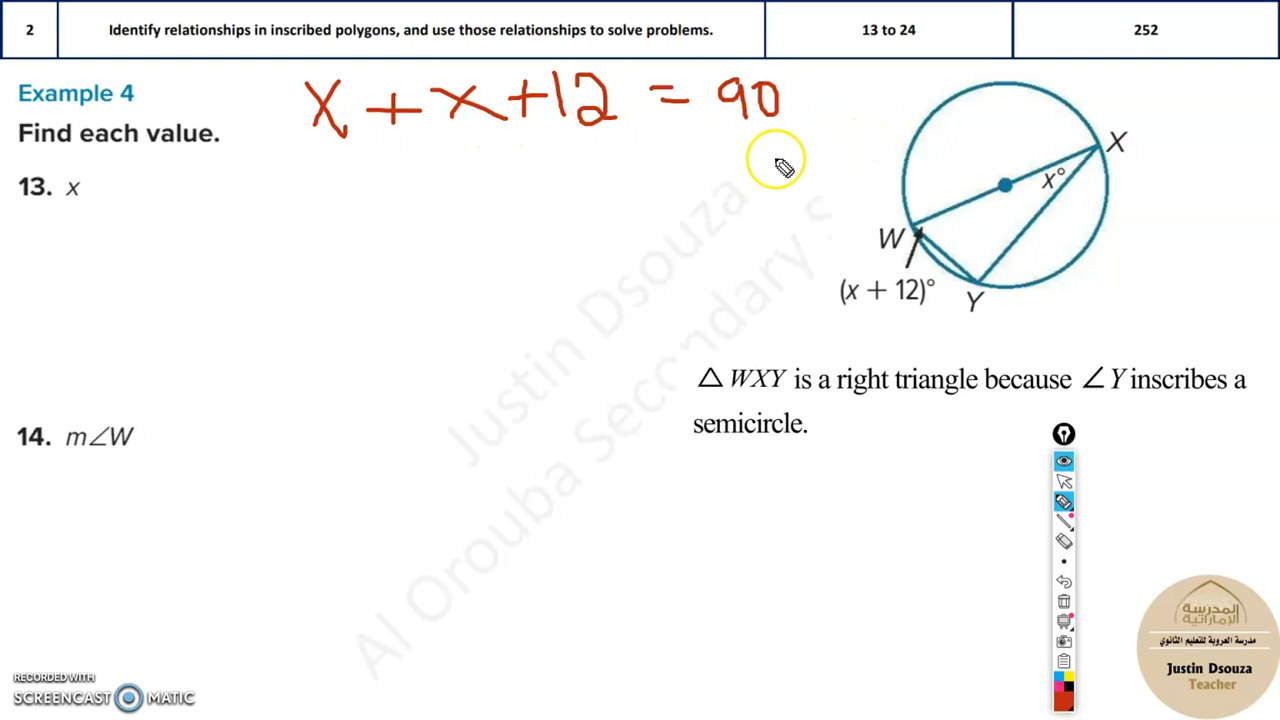 2 Identify relationships in inscribed polygons, and use those relationships to solve problems. 13 to 24 252
Example 4
x + x + 12 = 90
Find each value.
13. x
X
x°
W
(x + 12)°
Y
△ WXY is a right triangle because ∠Y inscribes a
semicircle.
14. m∠W
Justin Dsouza
Al Orouba Secondary S
المدرسة
الإماراتية
مدرسة العروبة للتعليم الثانوي
Justin Dsouza
Teacher
RECORDED WITH
SCREENCAST MATIC